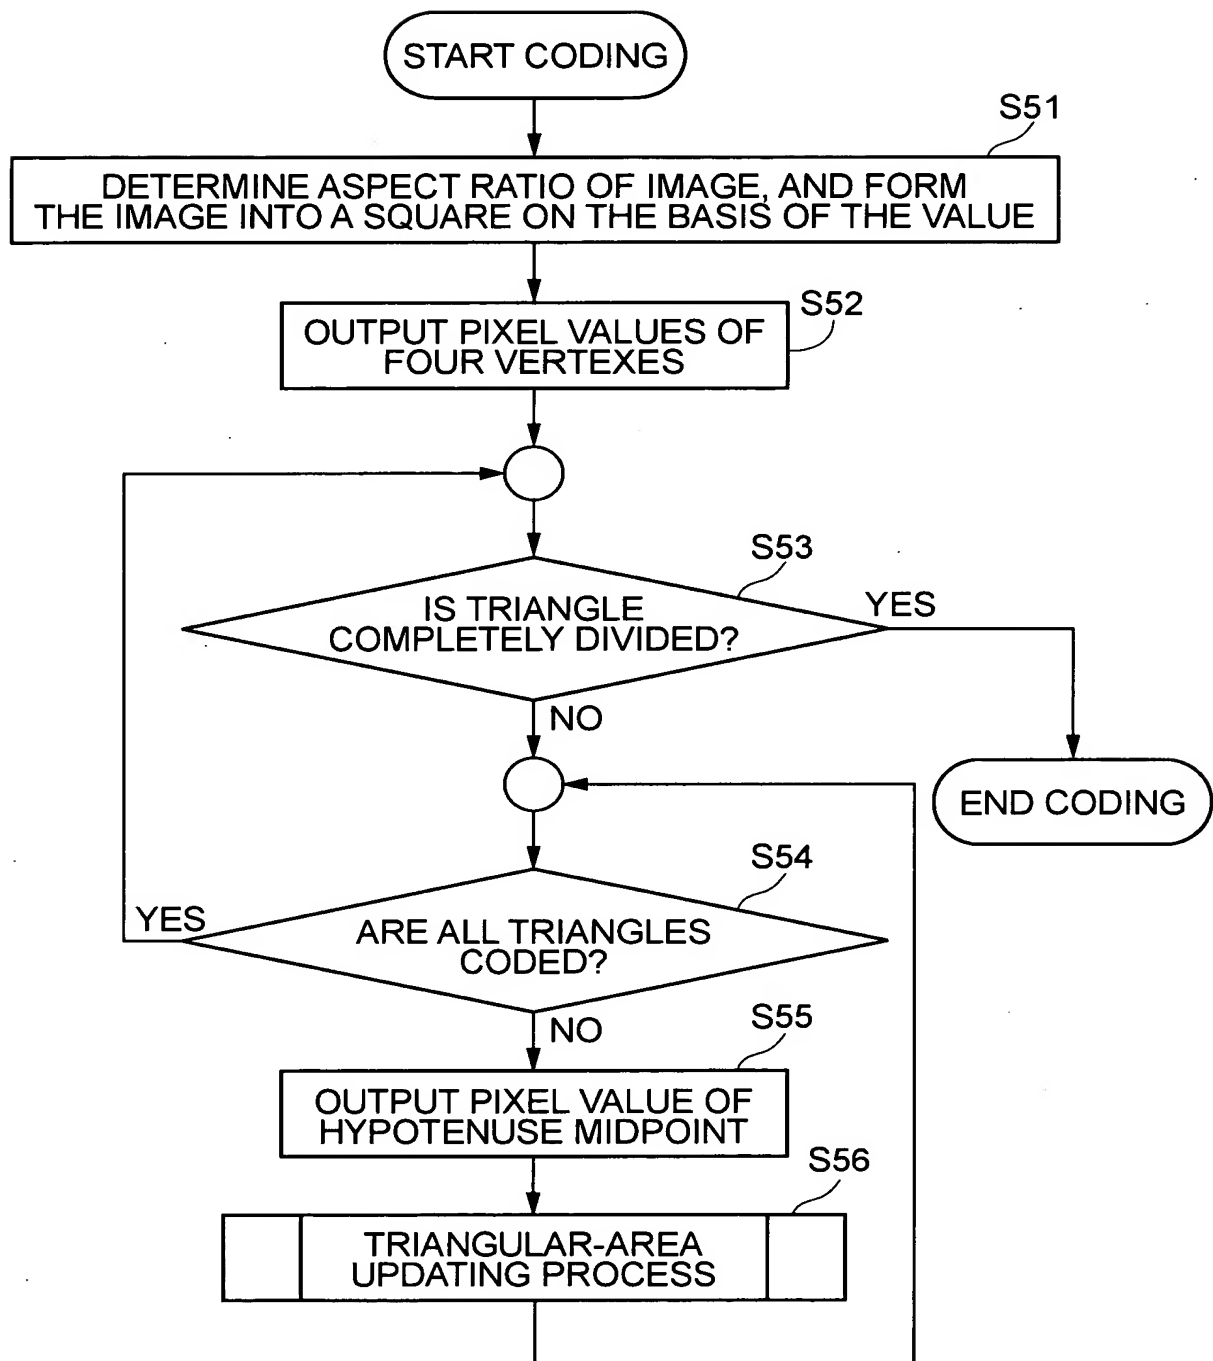 START CODING
S51
DETERMINE ASPECT RATIO OF IMAGE, AND FORM
THE IMAGE INTO A SQUARE ON THE BASIS OF THE VALUE
S52
OUTPUT PIXEL VALUES OF
FOUR VERTEXES
S53
IS TRIANGLE
COMPLETELY DIVIDED?
YES
NO
END CODING
S54
YES
ARE ALL TRIANGLES
CODED?
NO
S55
OUTPUT PIXEL VALUE OF
HYPOTENUSE MIDPOINT
S56
TRIANGULAR-AREA
UPDATING PROCESS